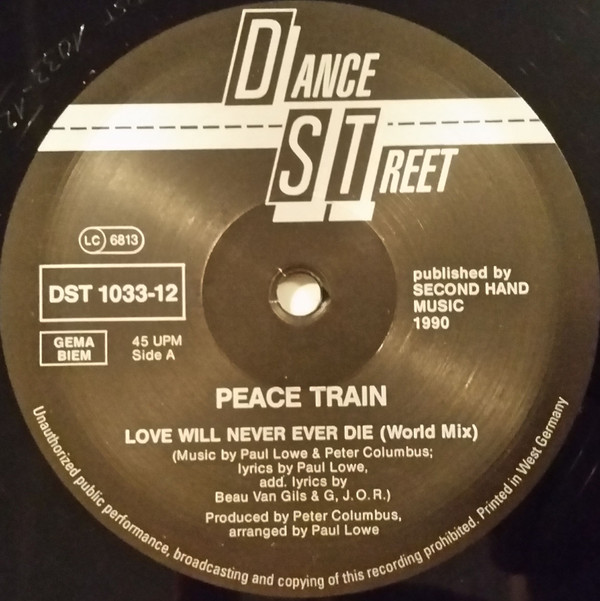 DANCE
STREET
LC 6813
DST 1033-12
GEMA
BIEM
45 UPM
Side A
published by
SECOND HAND
MUSIC
1990
PEACE TRAIN
LOVE WILL NEVER EVER DIE (World Mix)
(Music by Paul Lowe & Peter Columbus;
lyrics by Paul Lowe,
add. lyrics by
Beau Van Gils & G, J.O.R.)
Produced by Peter Columbus,
arranged by Paul Lowe
Unauthorized public performance, broadcasting and copying of this recording prohibited. Printed in West Germany